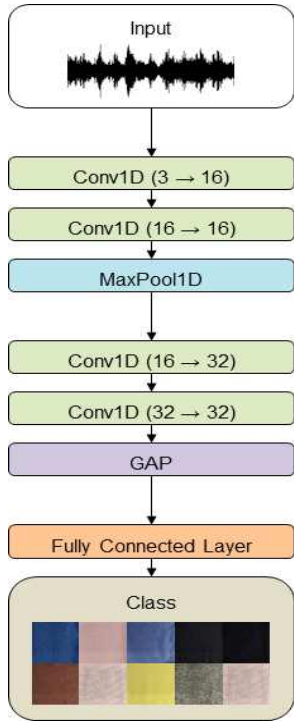 Input
Conv1D (3 → 16)
Conv1D (16 → 16)
MaxPool1D
Conv1D (16 → 32)
Conv1D (32 → 32)
GAP
Fully Connected Layer
Class